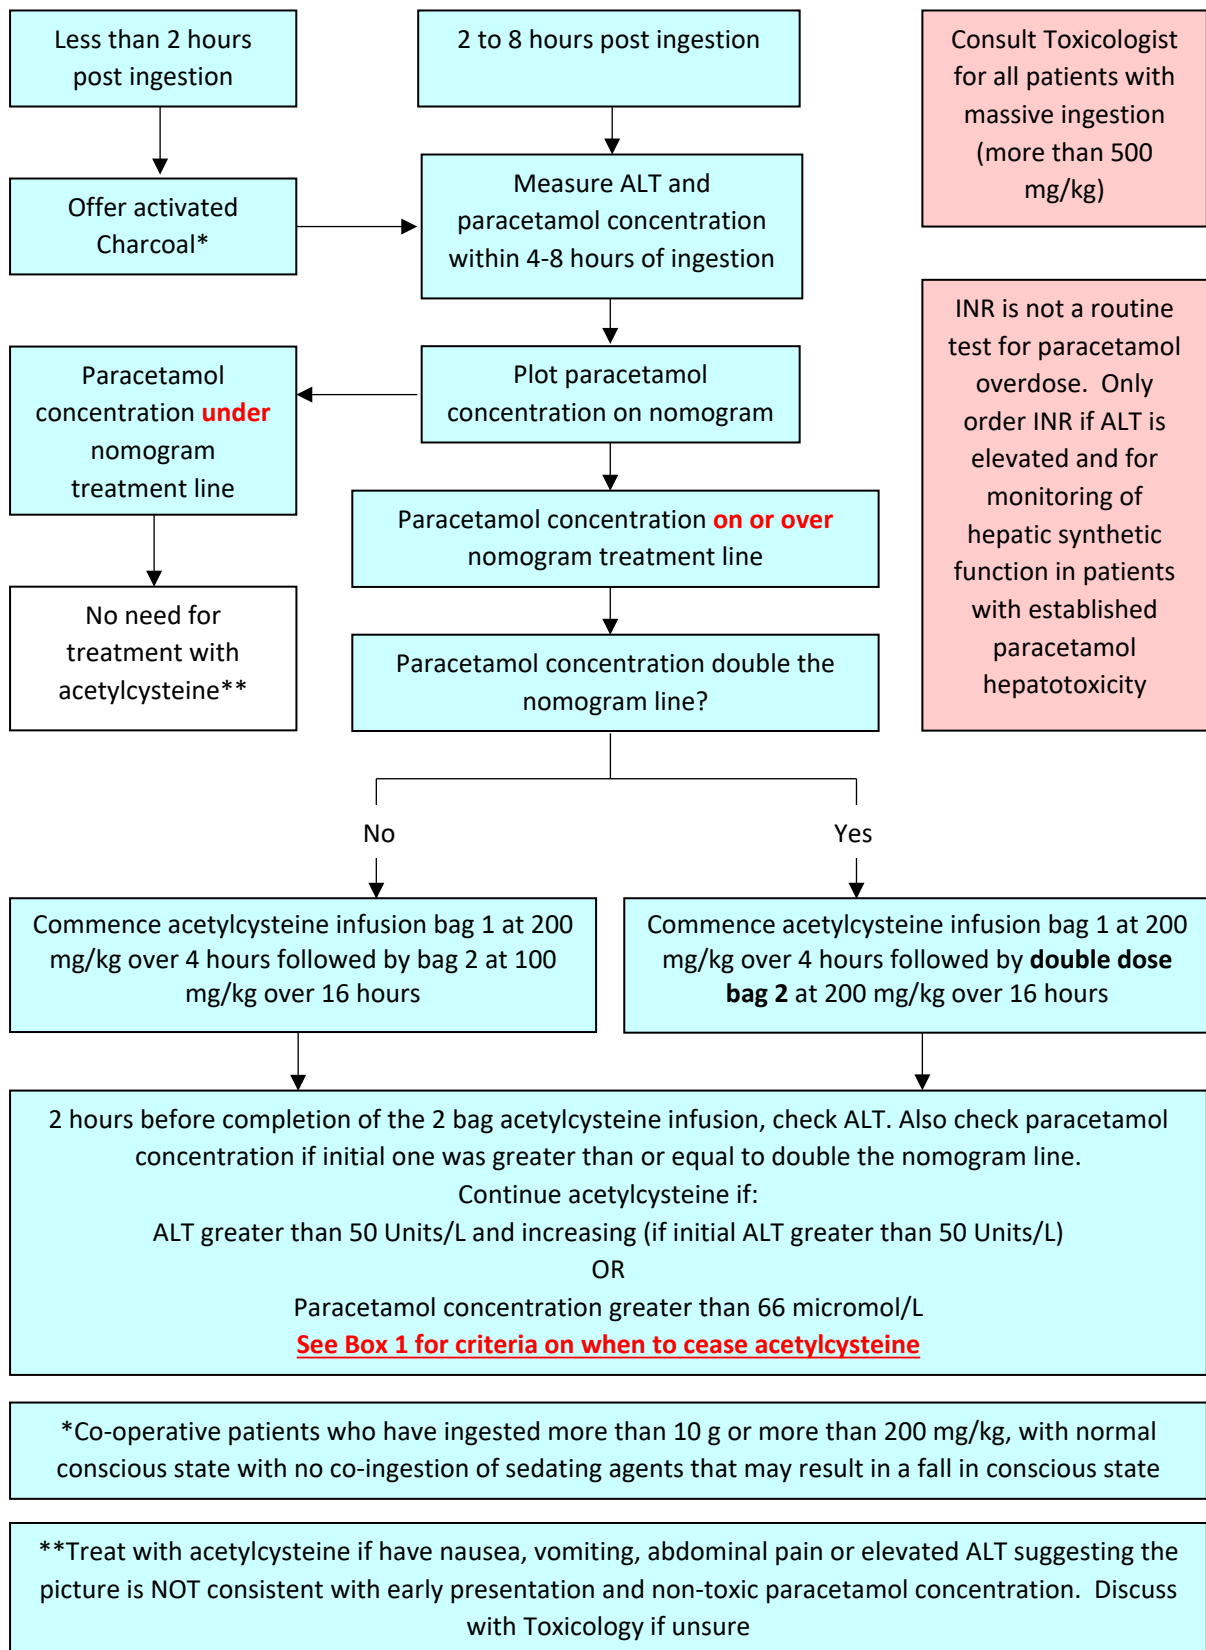 Less than 2 hours
post ingestion
2 to 8 hours post ingestion
Consult Toxicologist
for all patients with
massive ingestion
(more than 500
mg/kg)
Offer activated
Charcoal*
Measure ALT and
paracetamol concentration
within 4-8 hours of ingestion
INR is not a routine
test for paracetamol
overdose.  Only
order INR if ALT is
elevated and for
monitoring of
hepatic synthetic
function in patients
with established
paracetamol
hepatotoxicity
Paracetamol
concentration under
nomogram
treatment line
Plot paracetamol
concentration on nomogram
Paracetamol concentration on or over
nomogram treatment line
No need for
treatment with
acetylcysteine**
Paracetamol concentration double the
nomogram line?
No
Yes
Commence acetylcysteine infusion bag 1 at 200
mg/kg over 4 hours followed by bag 2 at 100
mg/kg over 16 hours
Commence acetylcysteine infusion bag 1 at 200
mg/kg over 4 hours followed by double dose
bag 2 at 200 mg/kg over 16 hours
2 hours before completion of the 2 bag acetylcysteine infusion, check ALT. Also check paracetamol
concentration if initial one was greater than or equal to double the nomogram line.
Continue acetylcysteine if:
ALT greater than 50 Units/L and increasing (if initial ALT greater than 50 Units/L)
OR
Paracetamol concentration greater than 66 micromol/L
See Box 1 for criteria on when to cease acetylcysteine
*Co-operative patients who have ingested more than 10 g or more than 200 mg/kg, with normal
conscious state with no co-ingestion of sedating agents that may result in a fall in conscious state
**Treat with acetylcysteine if have nausea, vomiting, abdominal pain or elevated ALT suggesting the
picture is NOT consistent with early presentation and non-toxic paracetamol concentration.  Discuss
with Toxicology if unsure